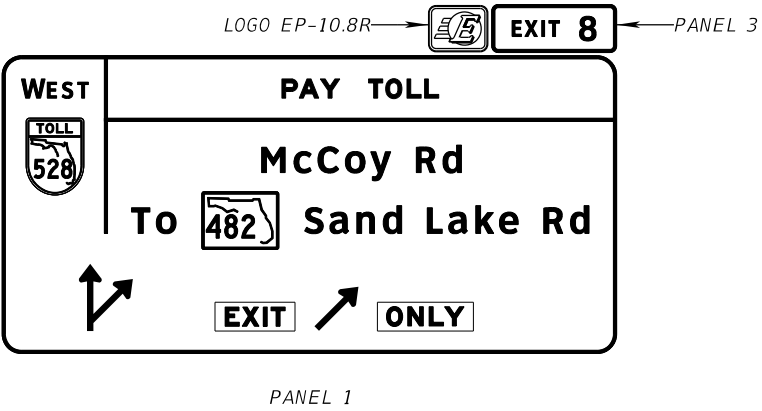 LOGO EP-10.8R
E
EXIT 8
PANEL 3
WEST
PAY TOLL
TOLL
528
McCoy Rd
To 482 Sand Lake Rd
EXIT ONLY
PANEL 1